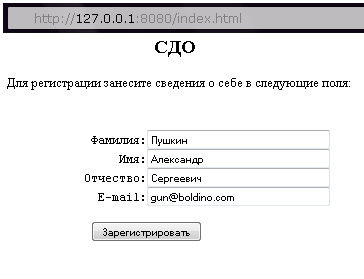 http://127.0.0.1:8080/index.html
СДО
Для регистрации занесите сведения о себе в следующие поля:
Фамилия: Пушкин
Имя: Александр
Отчество: Сергеевич
E-mail: gun@boldino.com
Зарегистрировать